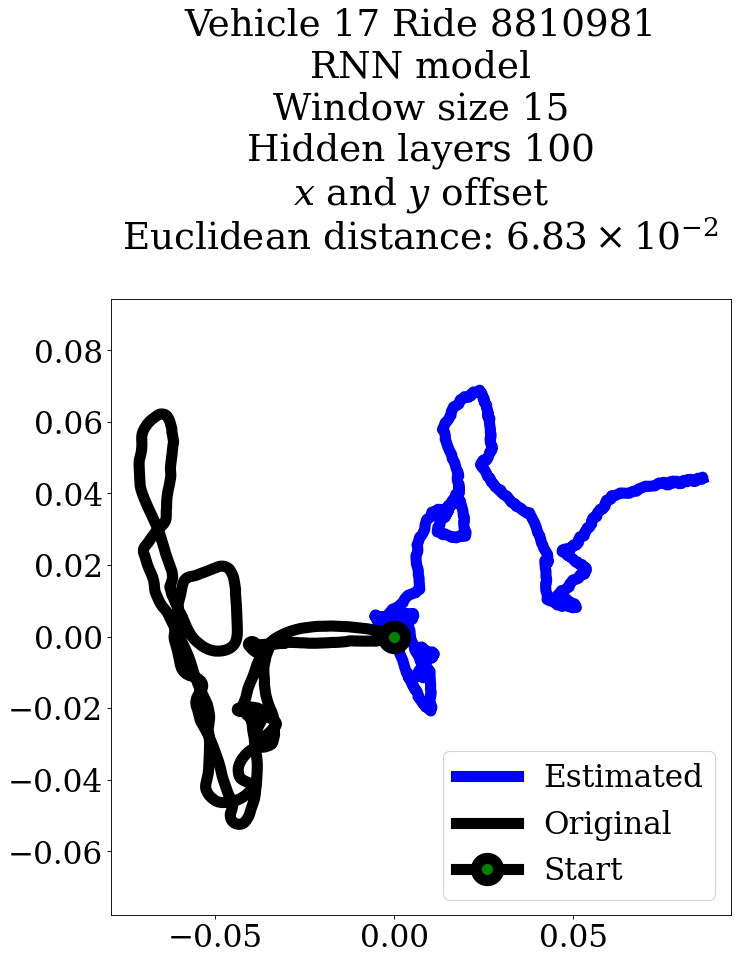 Vehicle 17 Ride 8810981
RNN model
Window size 15
Hidden layers 100
x and y offset
Euclidean distance: 6.83 × 10⁻²
0.08
0.06
0.04
0.02
0.00
−0.02
−0.04
−0.06
Estimated
Original
Start
−0.05 0.00 0.05